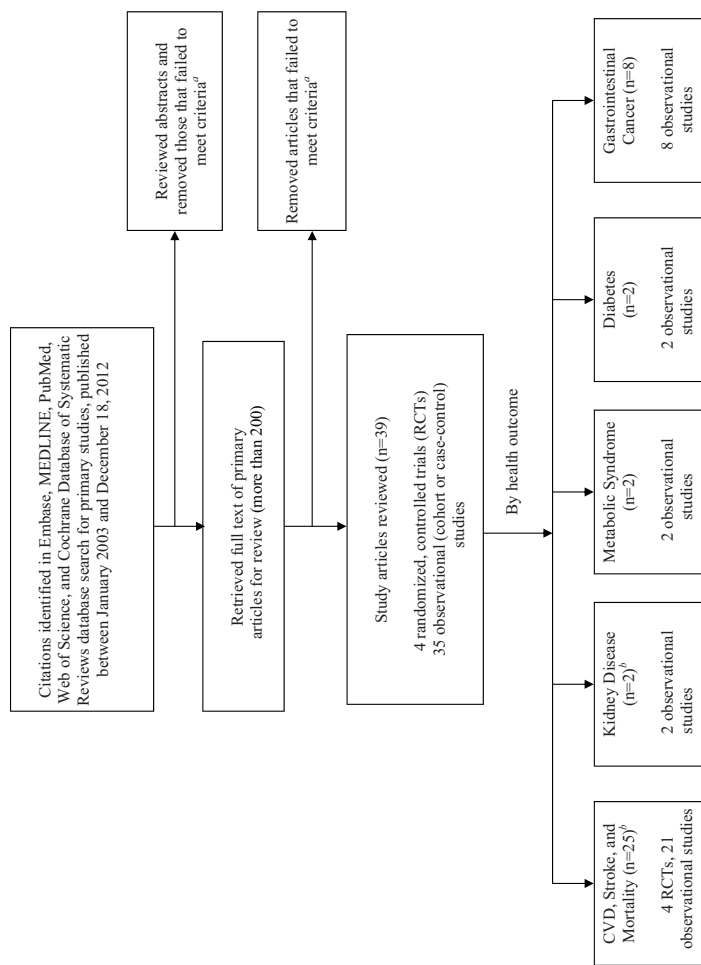 Citations identified in Embase, MEDLINE, PubMed,
Web of Science, and Cochrane Database of Systematic
Reviews database search for primary studies, published
between January 2003 and December 18, 2012
Reviewed abstracts and
removed those that failed to
meet criteriaᵃ
Retrieved full text of primary
articles for review (more than 200)
Removed articles that failed to
meet criteriaᵃ
Study articles reviewed (n=39)
4 randomized, controlled trials (RCTs)
35 observational (cohort or case-control)
studies
By health outcome
CVD, Stroke, and
Mortality (n=25)ᵇ
4 RCTs, 21
observational studies
Kidney Disease
(n=2)ᵇ
2 observational
studies
Metabolic Syndrome
(n=2)
2 observational
studies
Diabetes
(n=2)
2 observational
studies
Gastrointestinal
Cancer (n=8)
8 observational
studies